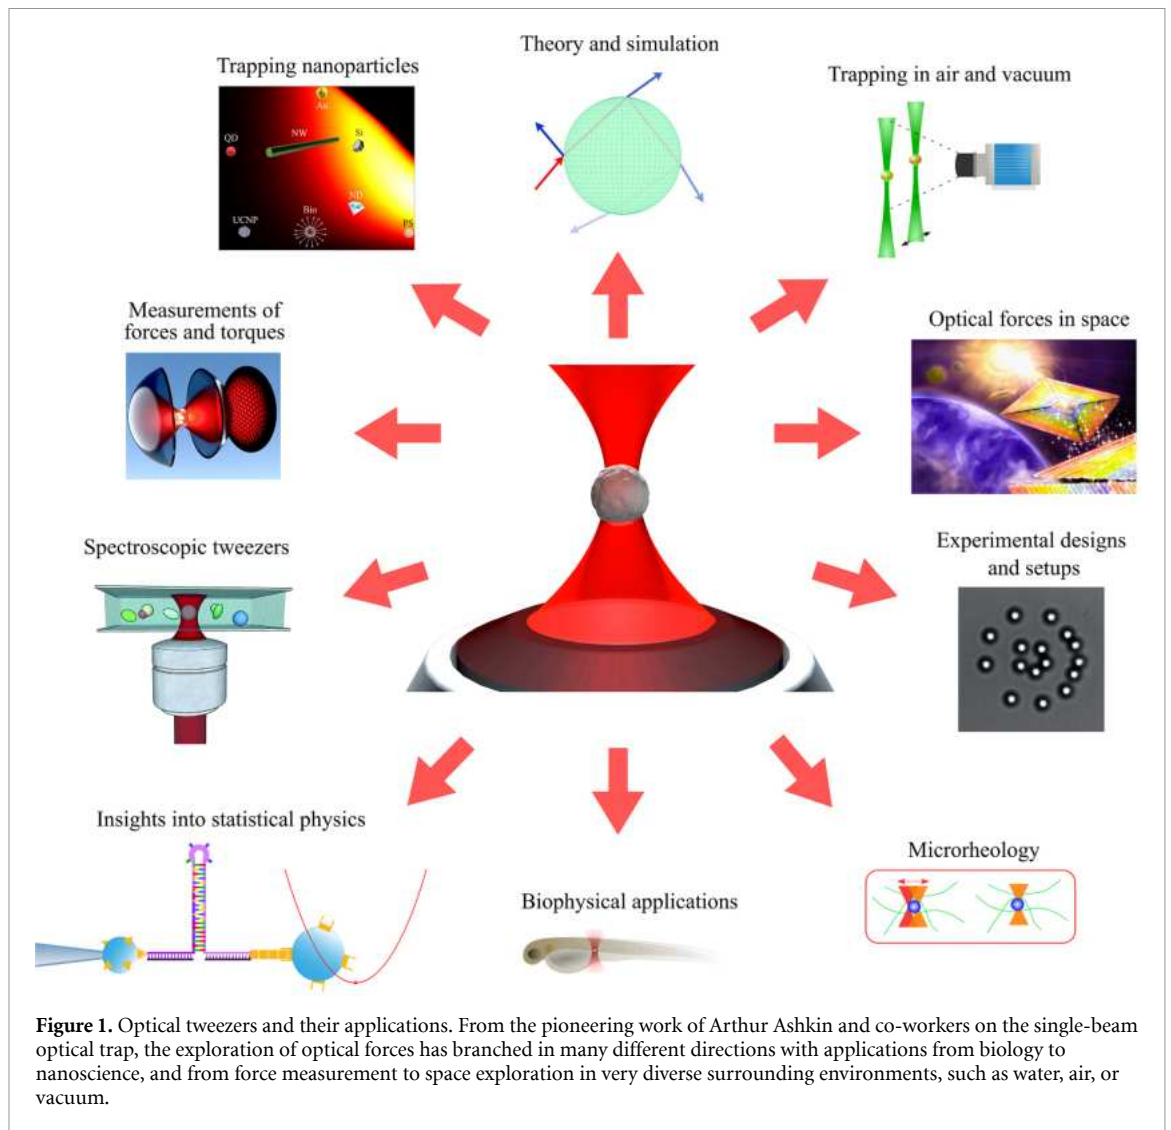 Theory and simulation
Trapping nanoparticles
Trapping in air and vacuum
Au
QD
NW
Si
ND
UCNP
Bio
PS
Measurements of
forces and torques
Optical forces in space
Spectroscopic tweezers
Experimental designs
and setups
Insights into statistical physics
Biophysical applications
Microrheology
Figure 1. Optical tweezers and their applications. From the pioneering work of Arthur Ashkin and co-workers on the single-beam
optical trap, the exploration of optical forces has branched in many different directions with applications from biology to
nanoscience, and from force measurement to space exploration in very diverse surrounding environments, such as water, air, or
vacuum.